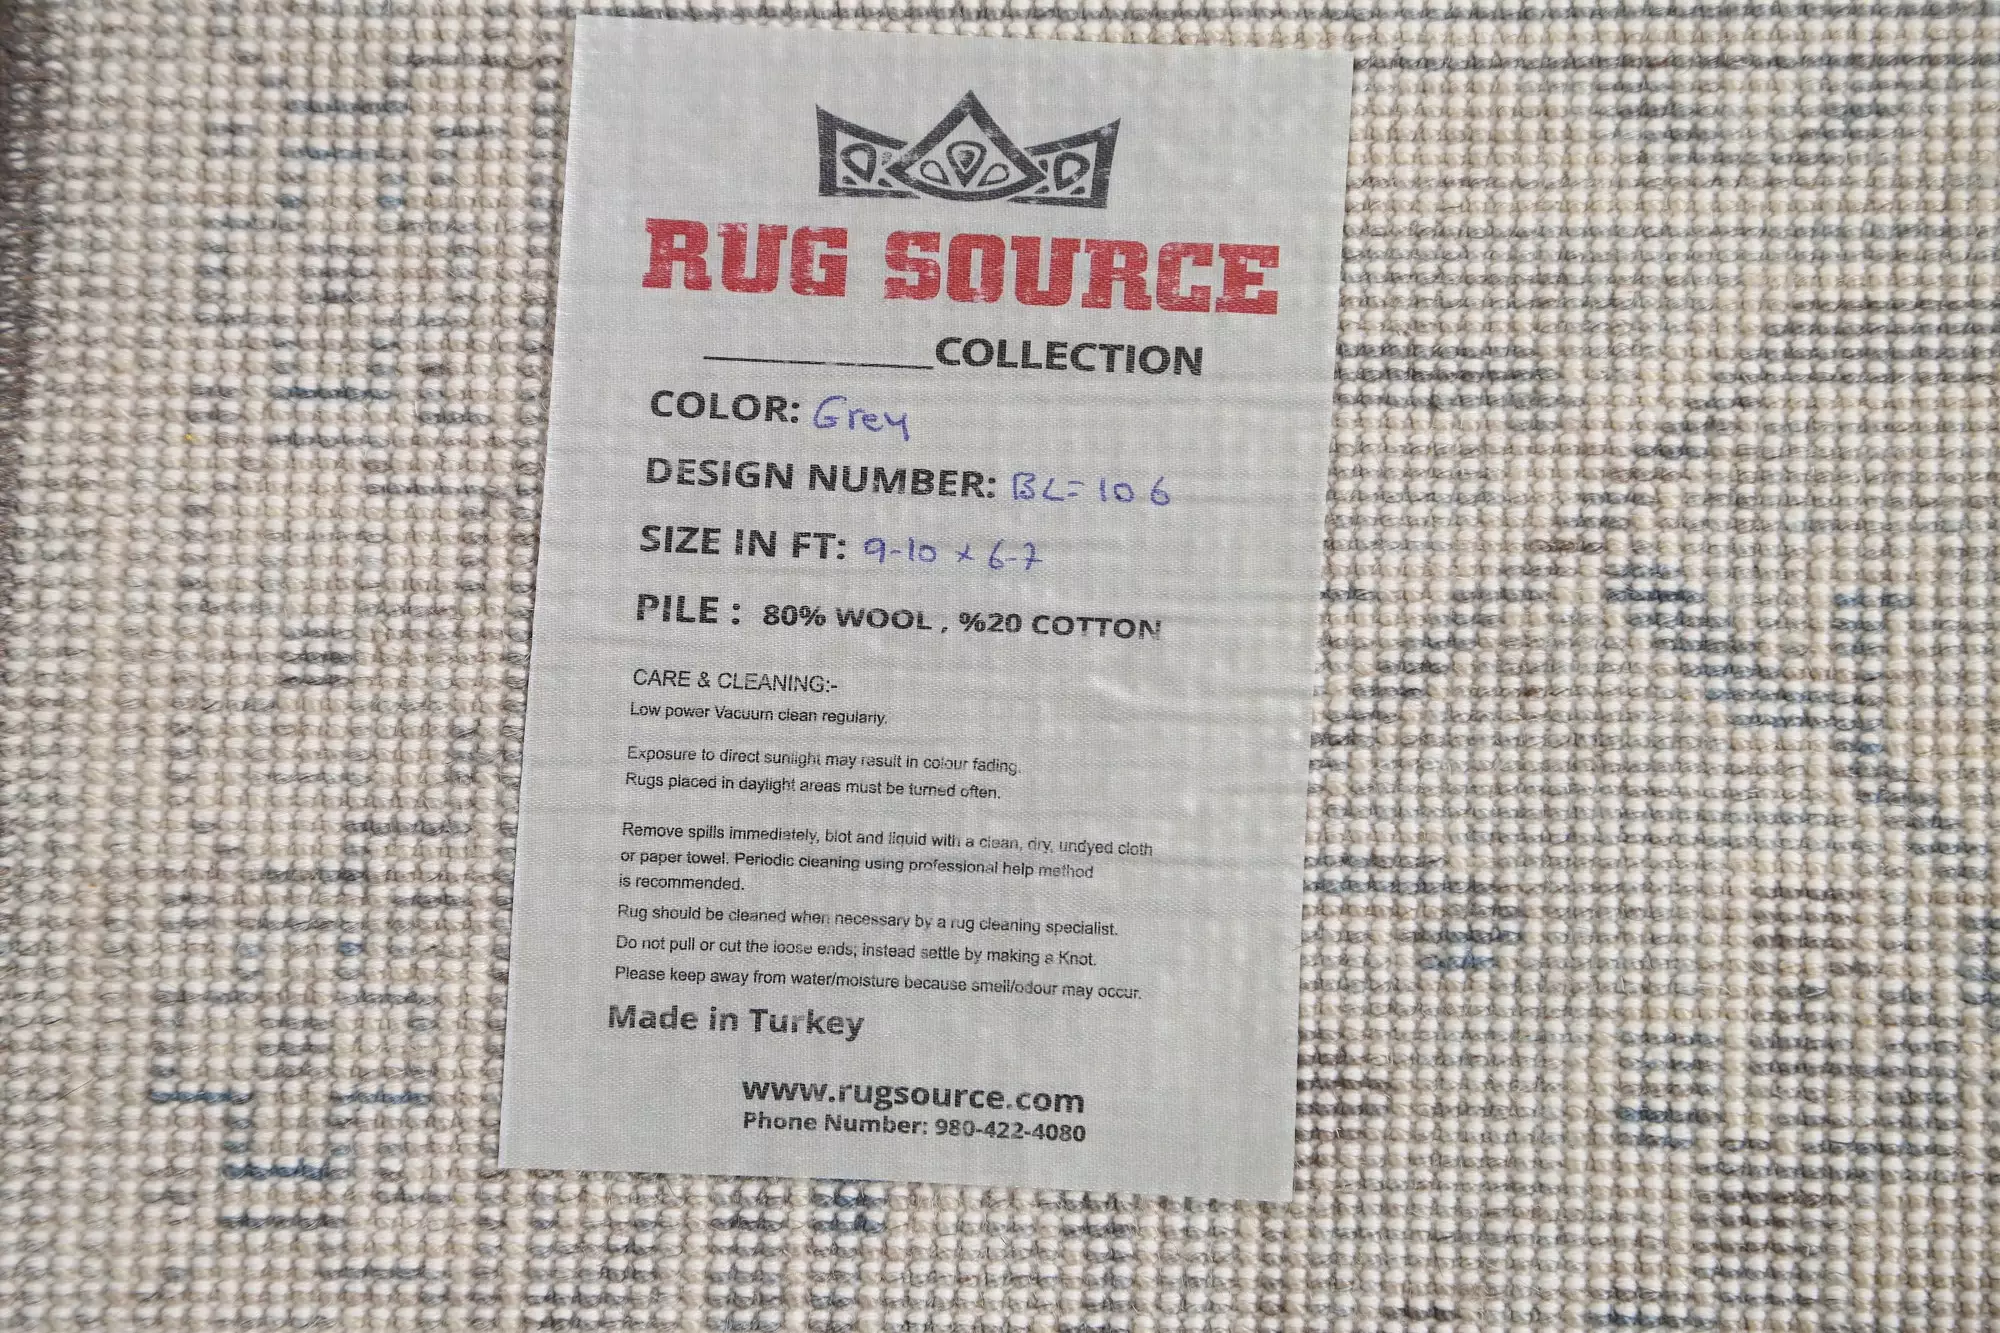 RUG SOURCE
__________COLLECTION
COLOR: Grey
DESIGN NUMBER: BL=106
SIZE IN FT: 9-10 x 6-7
PILE : 80% WOOL , %20 COTTON
CARE & CLEANING:-
Low power Vacuum clean regularly.
Exposure to direct sunlight may result in colour fading.
Rugs placed in daylight areas must be turned often.
Remove spills immediately, blot and liquid with a clean, dry, undyed cloth
or paper towel. Periodic cleaning using professional help method
is recommended.
Rug should be cleaned when necessary by a rug cleaning specialist.
Do not pull or cut the loose ends; instead settle by making a Knot.
Please keep away from water/moisture because smell/odour may occur.
Made in Turkey
www.rugsource.com
Phone Number: 980-422-4080